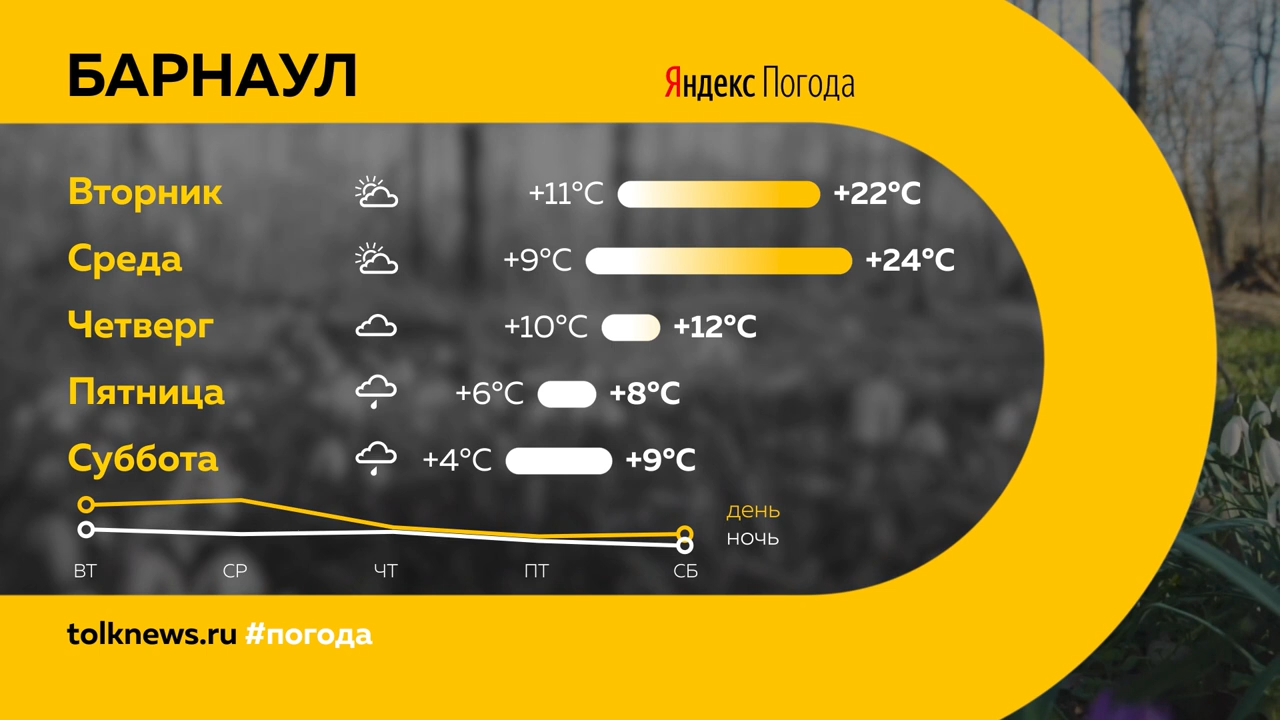 БАРНАУЛ
Яндекс Погода
Вторник +11°C +22°C
Среда +9°C +24°C
Четверг +10°C +12°C
Пятница +6°C +8°C
Суббота +4°C +9°C
день
ночь
ВТ СР ЧТ ПТ СБ
tolknews.ru #погода